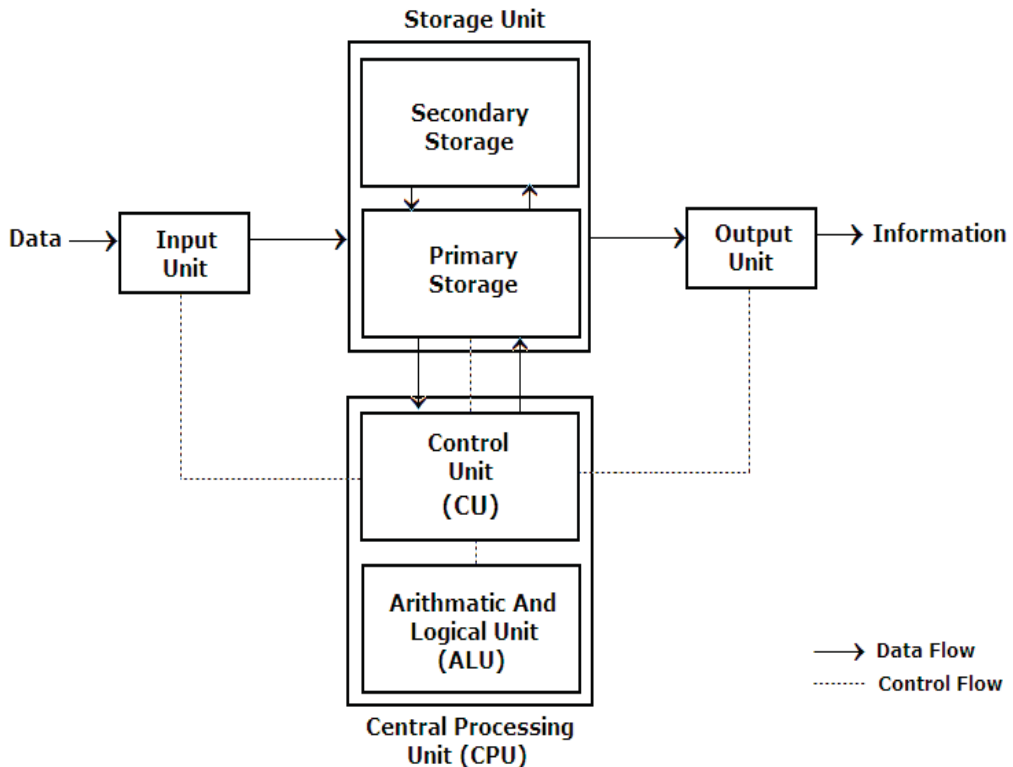 Storage Unit
Secondary
Storage
Data
Input
Unit
Primary
Storage
Output
Unit
Information
Control
Unit
(CU)
Arithmatic And
Logical Unit
(ALU)
Data Flow
Control Flow
Central Processing
Unit (CPU)